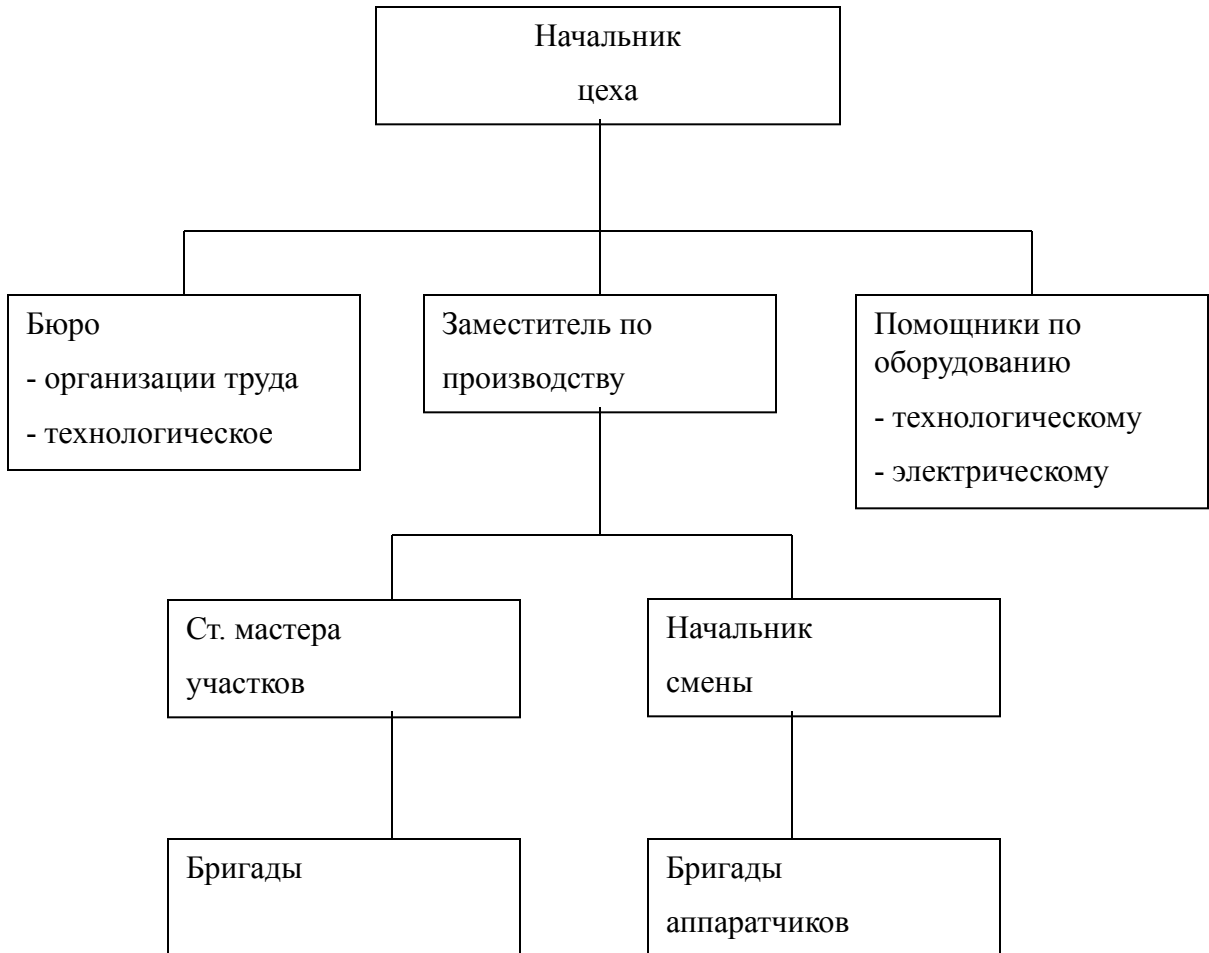 Начальник
цеха
Бюро
- организации труда
- технологическое
Заместитель по
производству
Помощники по
оборудованию
- технологическому
- электрическому
Ст. мастера
участков
Начальник
смены
Бригады
Бригады
аппаратчиков